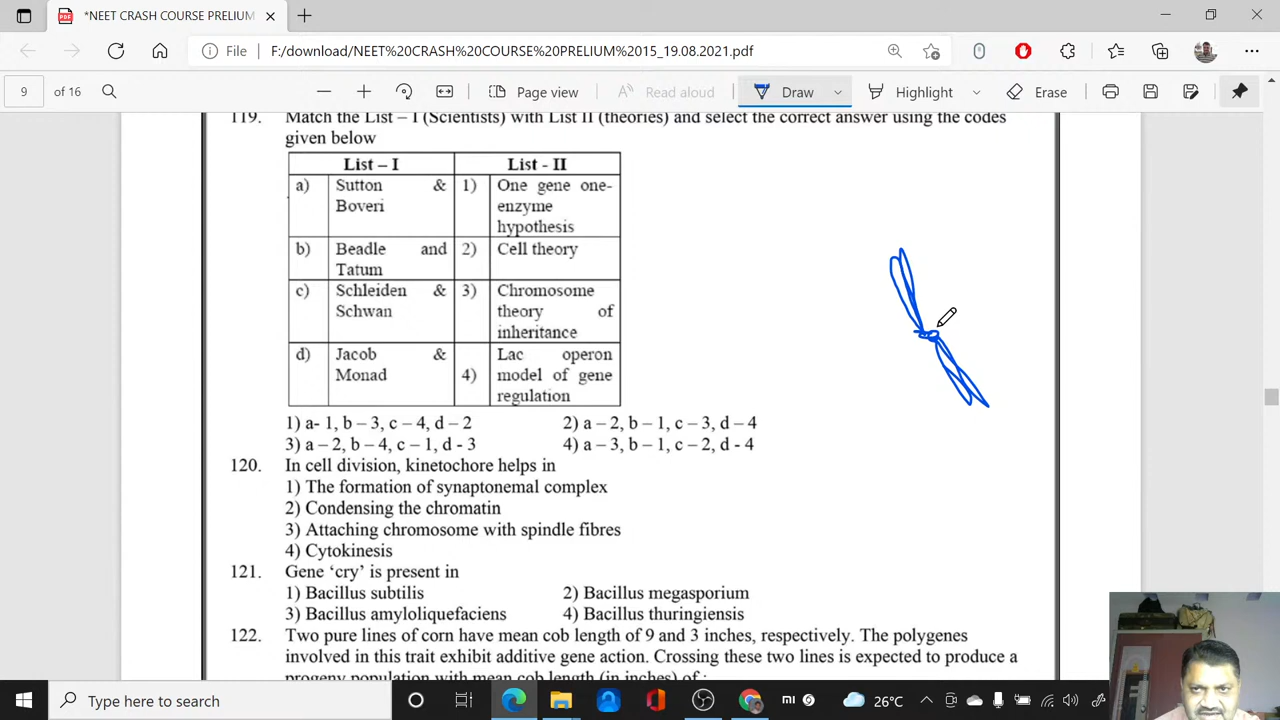 *NEET CRASH COURSE PRELIUM
File F:/download/NEET%20CRASH%20COURSE%20PRELIUM%2015_19.08.2021.pdf
9 of 16 Page view Read aloud Draw Highlight Erase
119. Match the List – I (Scientists) with List II (theories) and select the correct answer using the codes
given below
List – I List - II
a) Sutton & 1) One gene one-
Boveri enzyme
hypothesis
b) Beadle and 2) Cell theory
Tatum
c) Schleiden & 3) Chromosome
Schwan theory of
inheritance
d) Jacob & Lac operon
Monad 4) model of gene
regulation
1) a- 1, b – 3, c – 4, d – 2 2) a – 2, b – 1, c – 3, d – 4
3) a – 2, b – 4, c – 1, d - 3 4) a – 3, b – 1, c – 2, d - 4
120. In cell division, kinetochore helps in
1) The formation of synaptonemal complex
2) Condensing the chromatin
3) Attaching chromosome with spindle fibres
4) Cytokinesis
121. Gene ‘cry’ is present in
1) Bacillus subtilis 2) Bacillus megasporium
3) Bacillus amyloliquefaciens 4) Bacillus thuringiensis
122. Two pure lines of corn have mean cob length of 9 and 3 inches, respectively. The polygenes
involved in this trait exhibit additive gene action. Crossing these two lines is expected to produce a
progeny population with mean cob length (in inches) of :
Type here to search 26°C